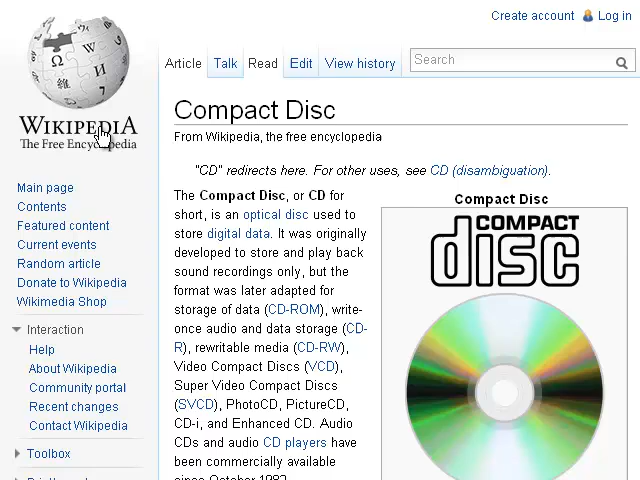 Create account Log in
Article Talk Read Edit View history Search
WIKIPEDIA
The Free Encyclopedia
Main page
Contents
Featured content
Current events
Random article
Donate to Wikipedia
Wikimedia Shop
Interaction
Help
About Wikipedia
Community portal
Recent changes
Contact Wikipedia
Toolbox
Compact Disc
From Wikipedia, the free encyclopedia
"CD" redirects here. For other uses, see CD (disambiguation).
The Compact Disc, or CD for
short, is an optical disc used to
store digital data. It was originally
developed to store and play back
sound recordings only, but the
format was later adapted for
storage of data (CD-ROM), write-
once audio and data storage (CD-
R), rewritable media (CD-RW),
Video Compact Discs (VCD),
Super Video Compact Discs
(SVCD), PhotoCD, PictureCD,
CD-i, and Enhanced CD. Audio
CDs and audio CD players have
been commercially available
since October 1982.
Compact Disc
COMPACT
disc
Ω W И